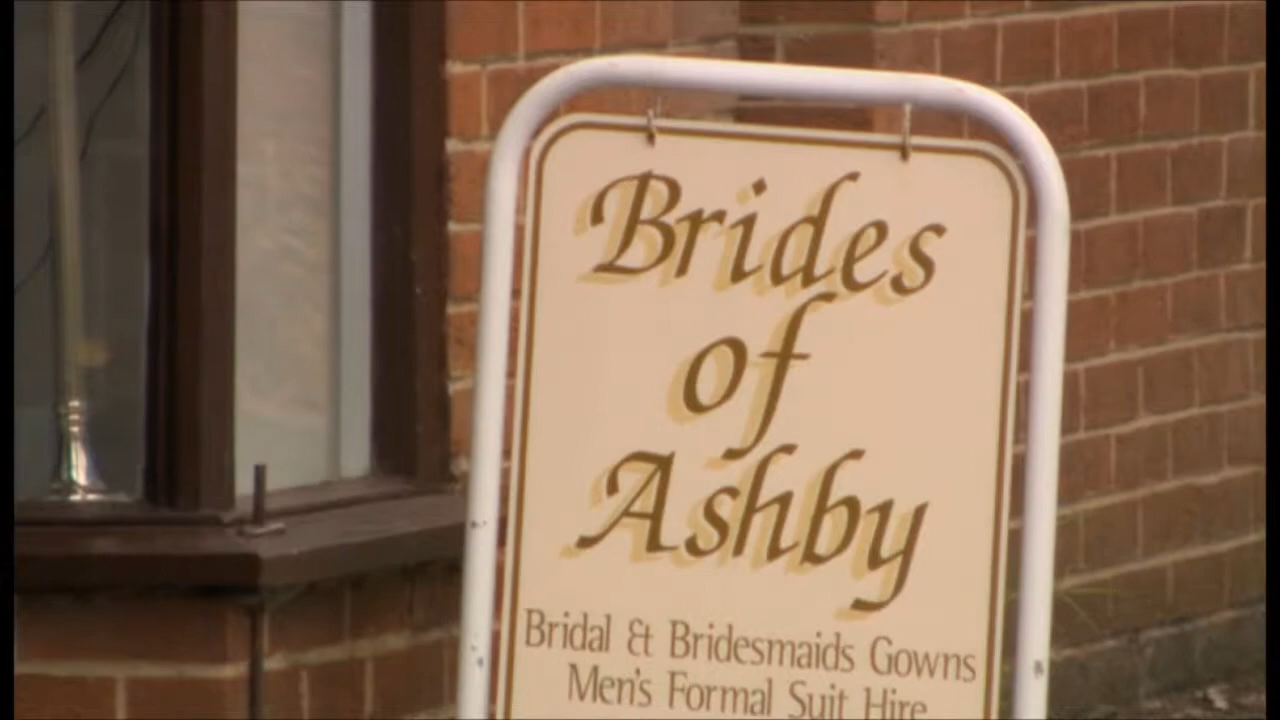 Brides
of
Ashby
Bridal & Bridesmaids Gowns
Men's Formal Suit Hire